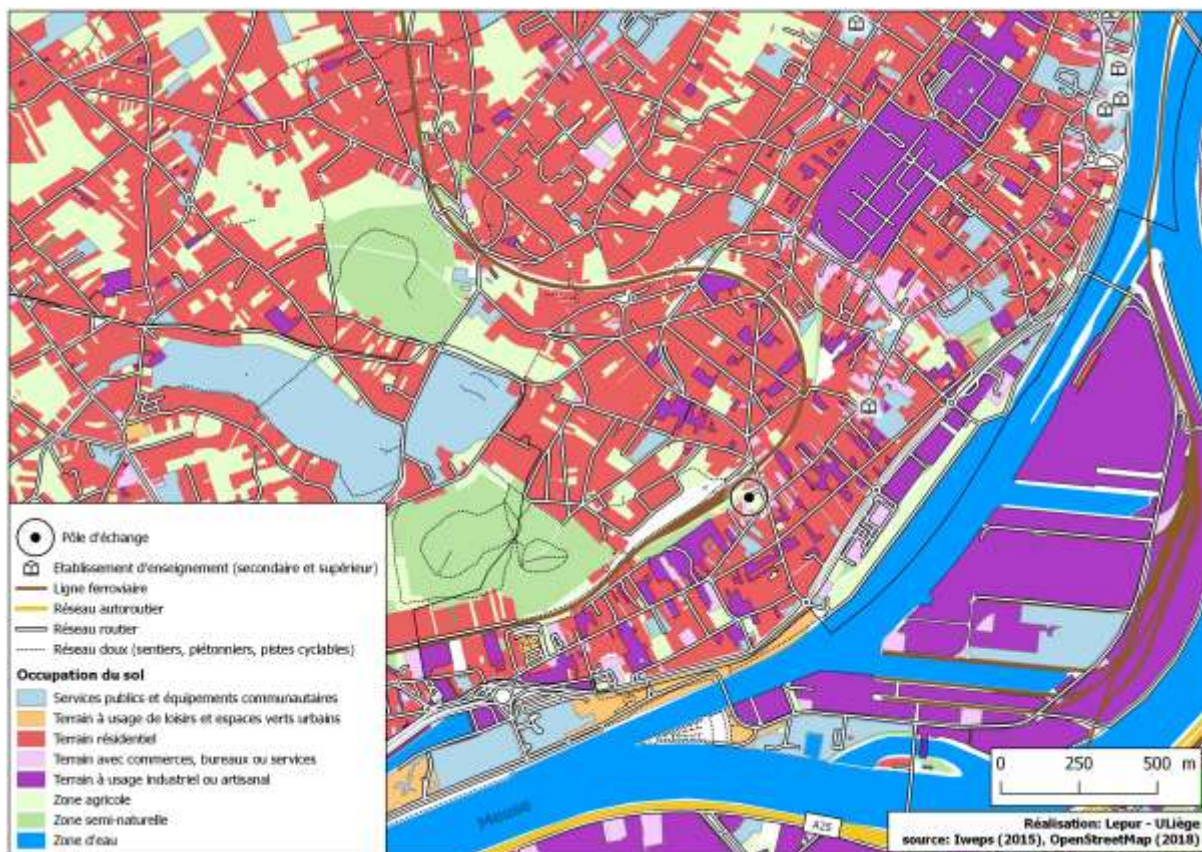 Pôle d'échange
Etablissement d'enseignement (secondaire et supérieur)
Ligne ferroviaire
Réseau autoroutier
Réseau routier
Réseau doux (sentiers, piétonniers, pistes cyclables)
Occupation du sol
Services publics et équipements communautaires
Terrain à usage de loisirs et espaces verts urbains
Terrain résidentiel
Terrain avec commerces, bureaux ou services
Terrain à usage industriel ou artisanal
Zone agricole
Zone semi-naturelle
Zone d'eau
Meuse
A25
0 250 500 m
Réalisation: Lepur - ULiège
source: Iweps (2015), OpenStreetMap (2018)